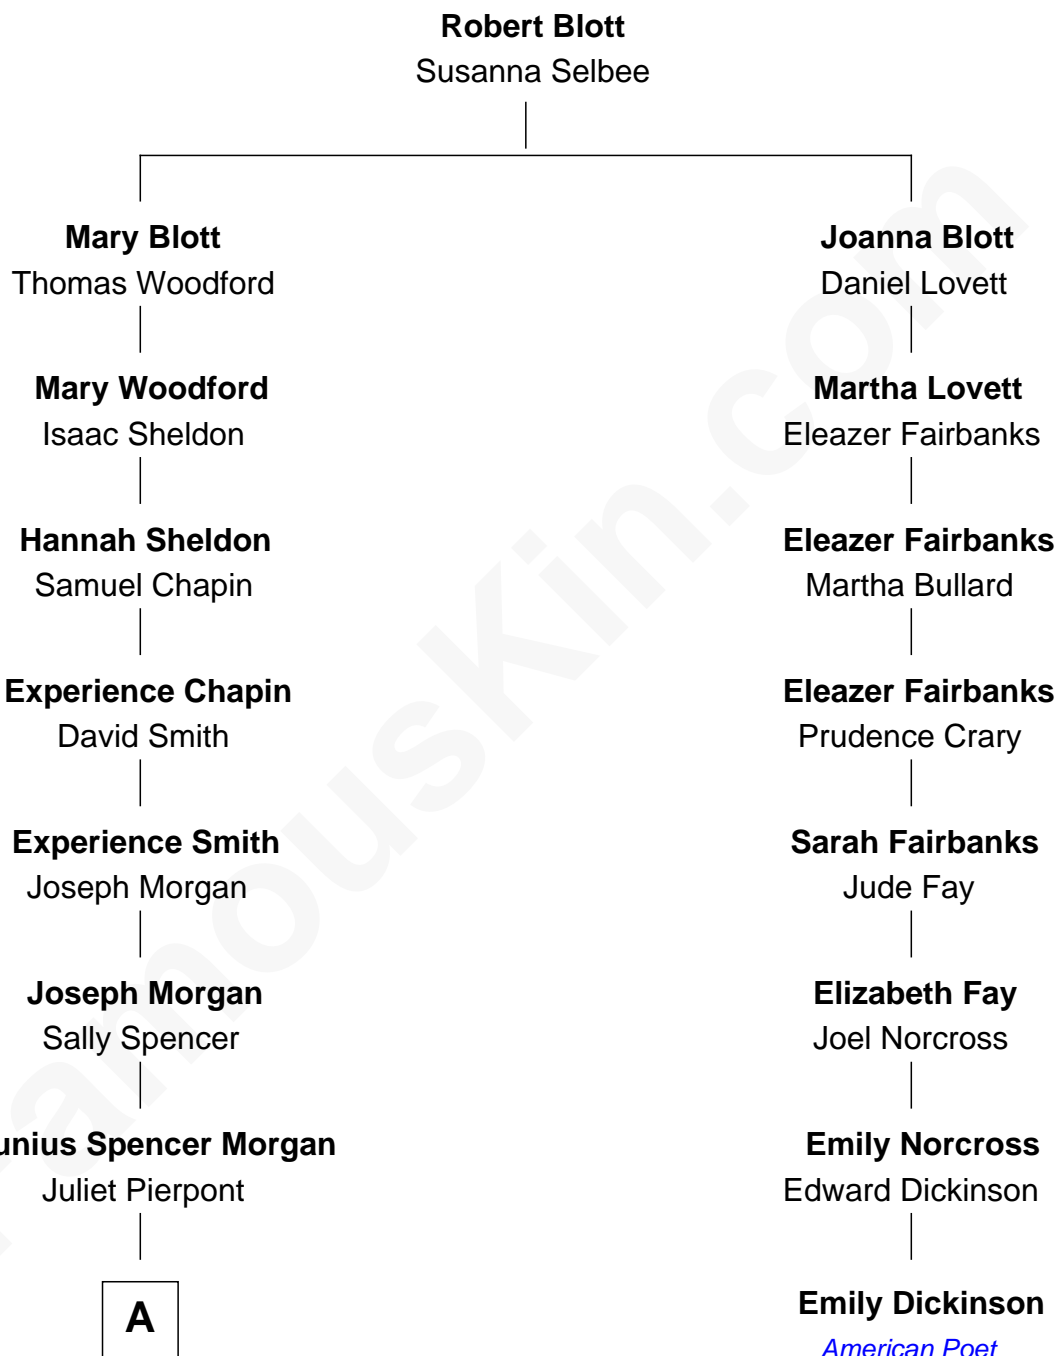 Robert Blott
Susanna Selbee
Mary Blott
Thomas Woodford
Joanna Blott
Daniel Lovett
Mary Woodford
Isaac Sheldon
Martha Lovett
Eleazer Fairbanks
Hannah Sheldon
Samuel Chapin
Eleazer Fairbanks
Martha Bullard
Experience Chapin
David Smith
Eleazer Fairbanks
Prudence Crary
Experience Smith
Joseph Morgan
Sarah Fairbanks
Jude Fay
Joseph Morgan
Sally Spencer
Elizabeth Fay
Joel Norcross
unius Spencer Morgan
Juliet Pierpont
Emily Norcross
Edward Dickinson
A
Emily Dickinson
American Poet
FamousKin.com